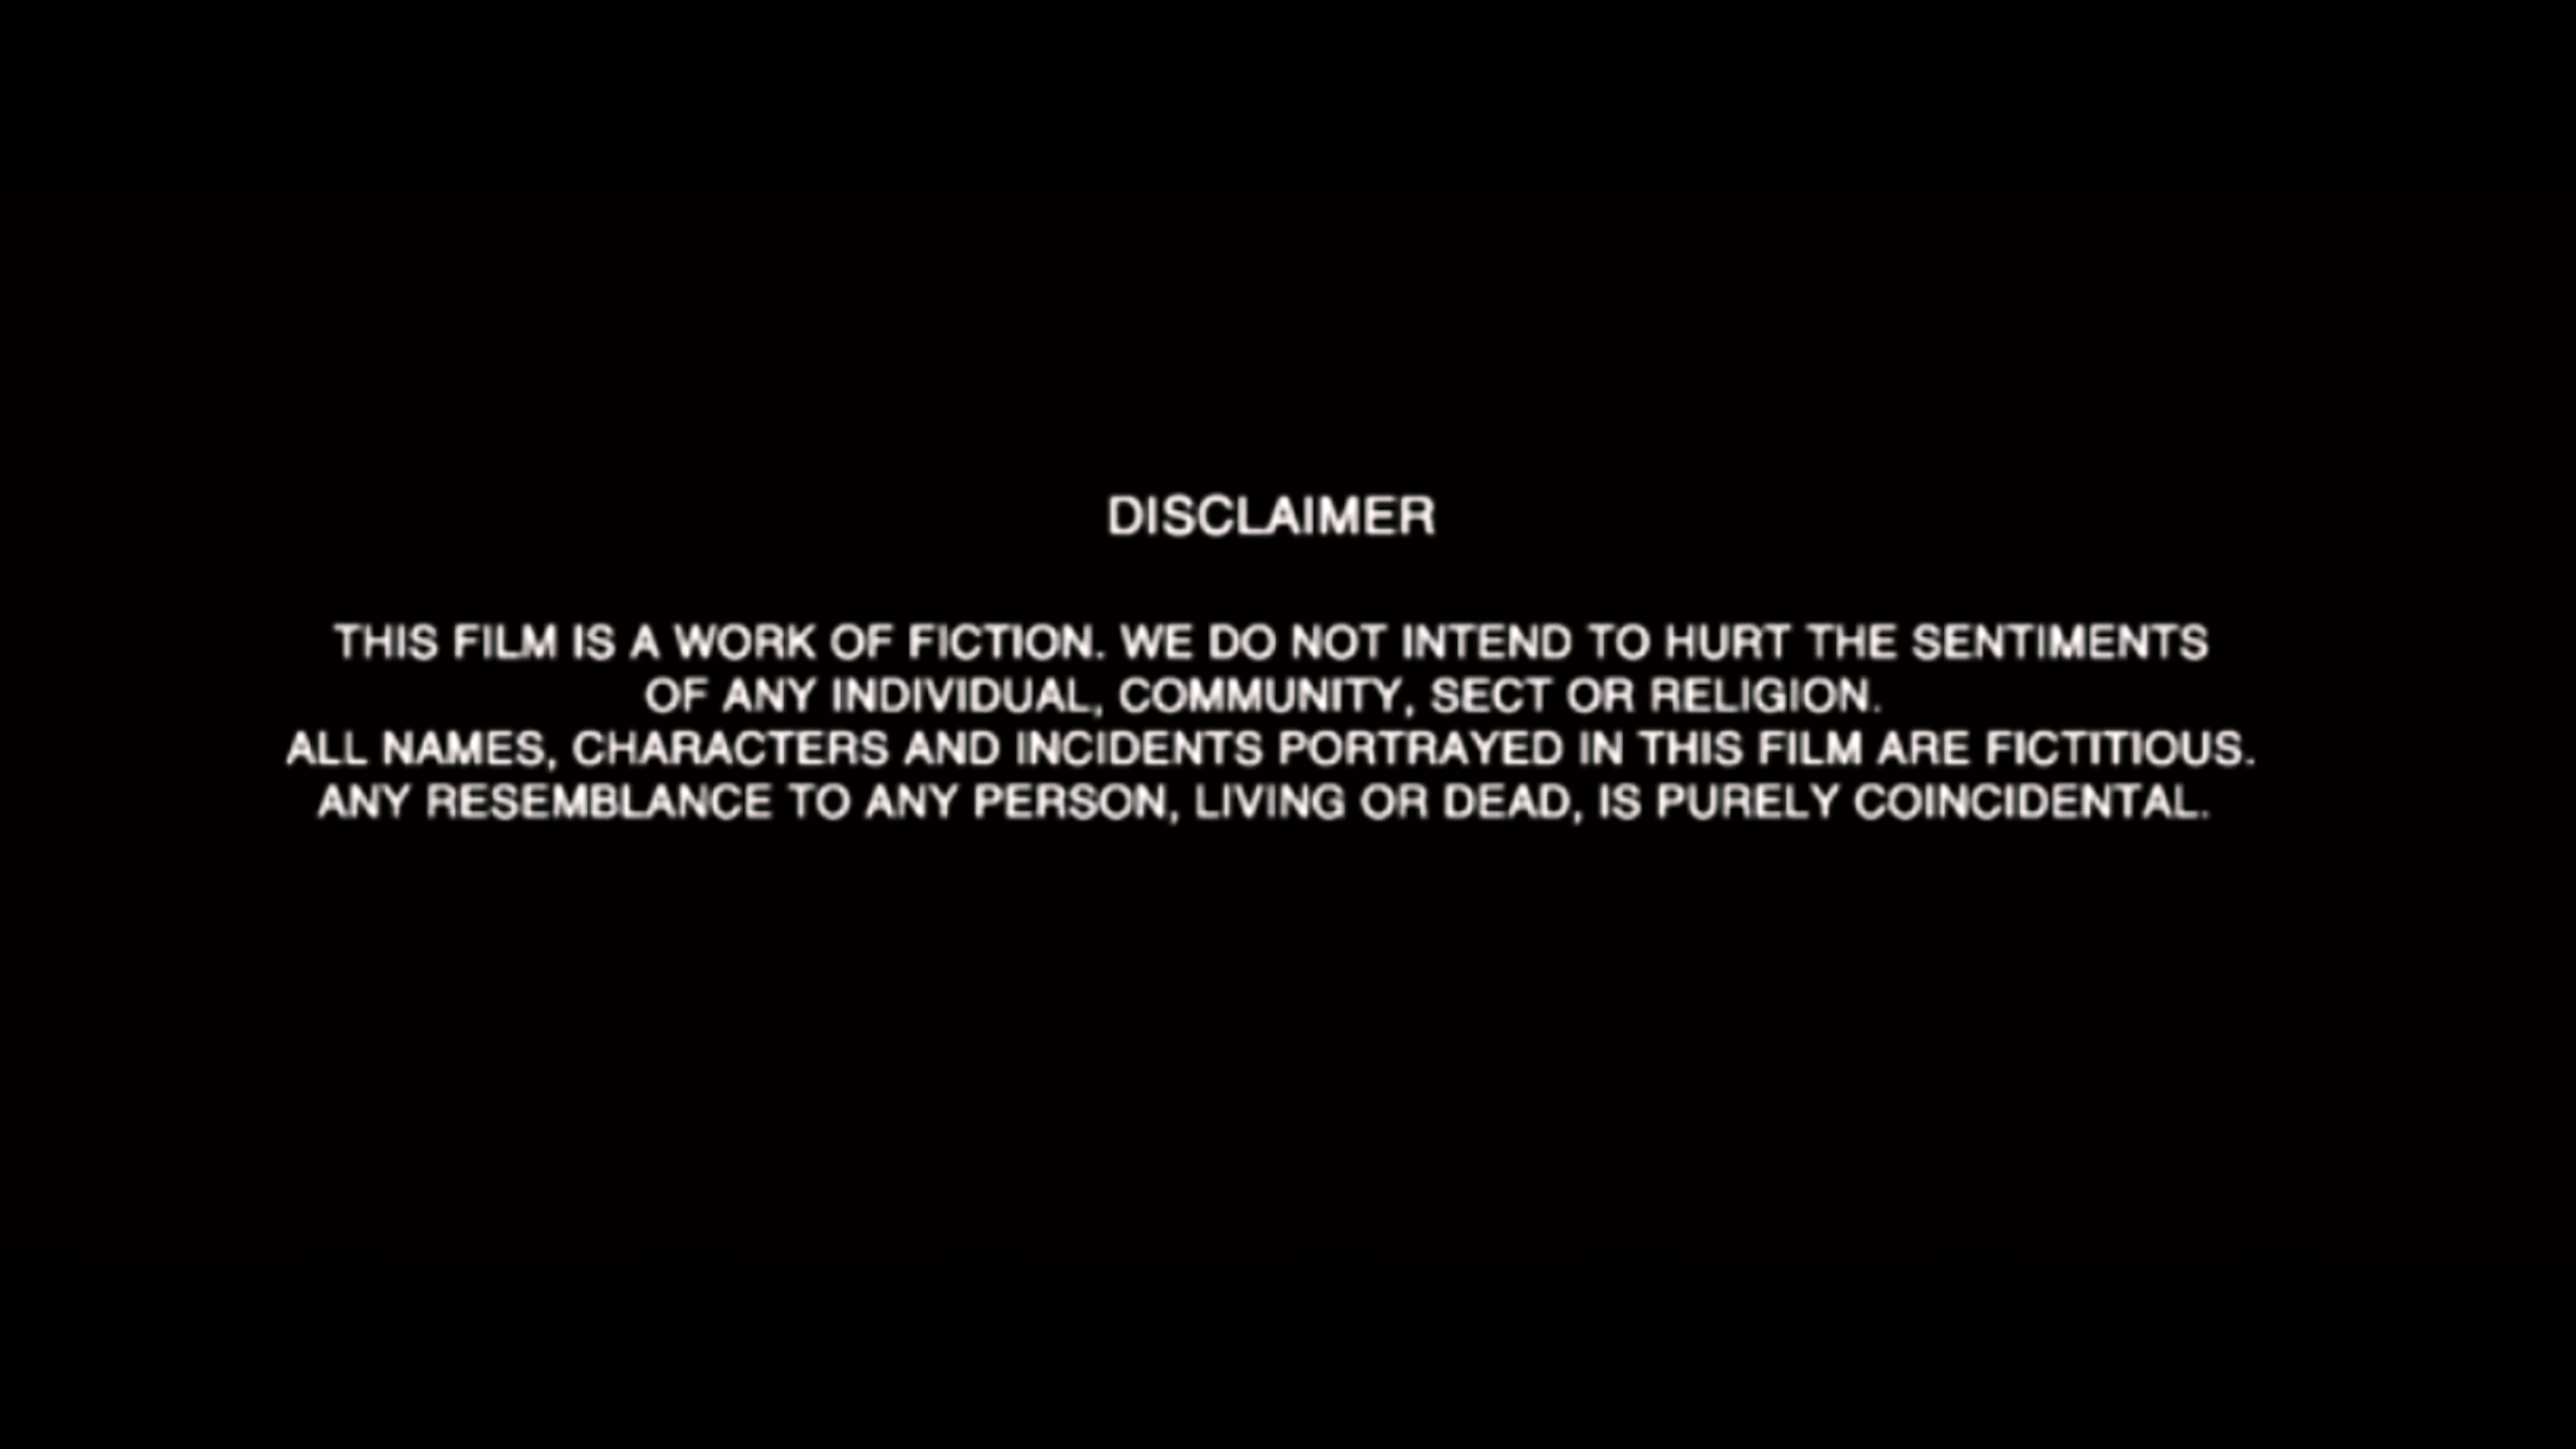 DISCLAIMER
THIS FILM IS A WORK OF FICTION. WE DO NOT INTEND TO HURT THE SENTIMENTS
OF ANY INDIVIDUAL, COMMUNITY, SECT OR RELIGION.
ALL NAMES, CHARACTERS AND INCIDENTS PORTRAYED IN THIS FILM ARE FICTITIOUS.
ANY RESEMBLANCE TO ANY PERSON, LIVING OR DEAD, IS PURELY COINCIDENTAL.